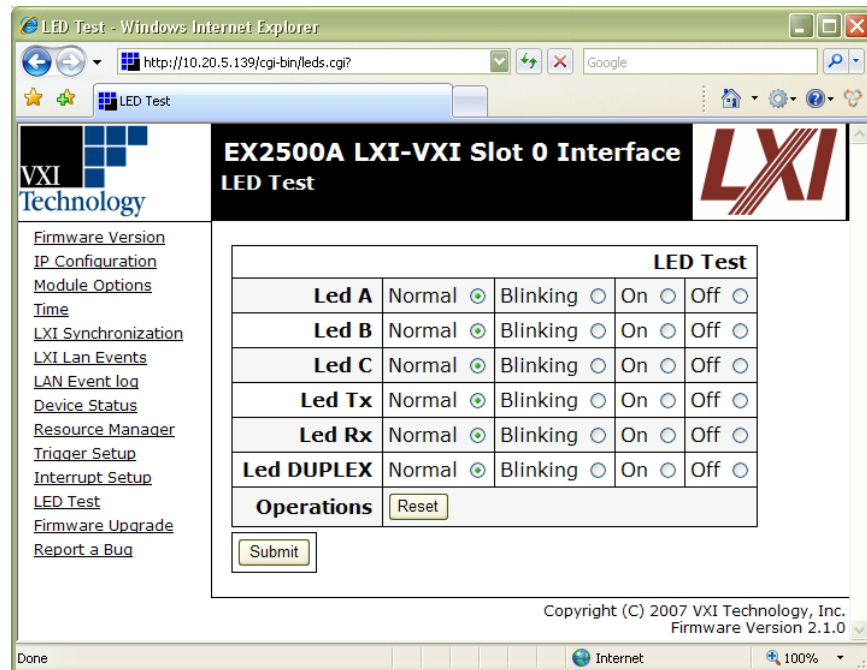 LED Test - Windows Internet Explorer
http://10.20.5.139/cgi-bin/leds.cgi?
Google
LED Test
VXI
Technology
EX2500A LXI-VXI Slot 0 Interface
LED Test
LXI
Firmware Version
IP Configuration
Module Options
Time
LXI Synchronization
LXI Lan Events
LAN Event log
Device Status
Resource Manager
Trigger Setup
Interrupt Setup
LED Test
Firmware Upgrade
Report a Bug
LED Test
Led A Normal Blinking On Off
Led B Normal Blinking On Off
Led C Normal Blinking On Off
Led Tx Normal Blinking On Off
Led Rx Normal Blinking On Off
Led DUPLEX Normal Blinking On Off
Operations Reset
Submit
Copyright (C) 2007 VXI Technology, Inc.
Firmware Version 2.1.0
Done Internet 100%